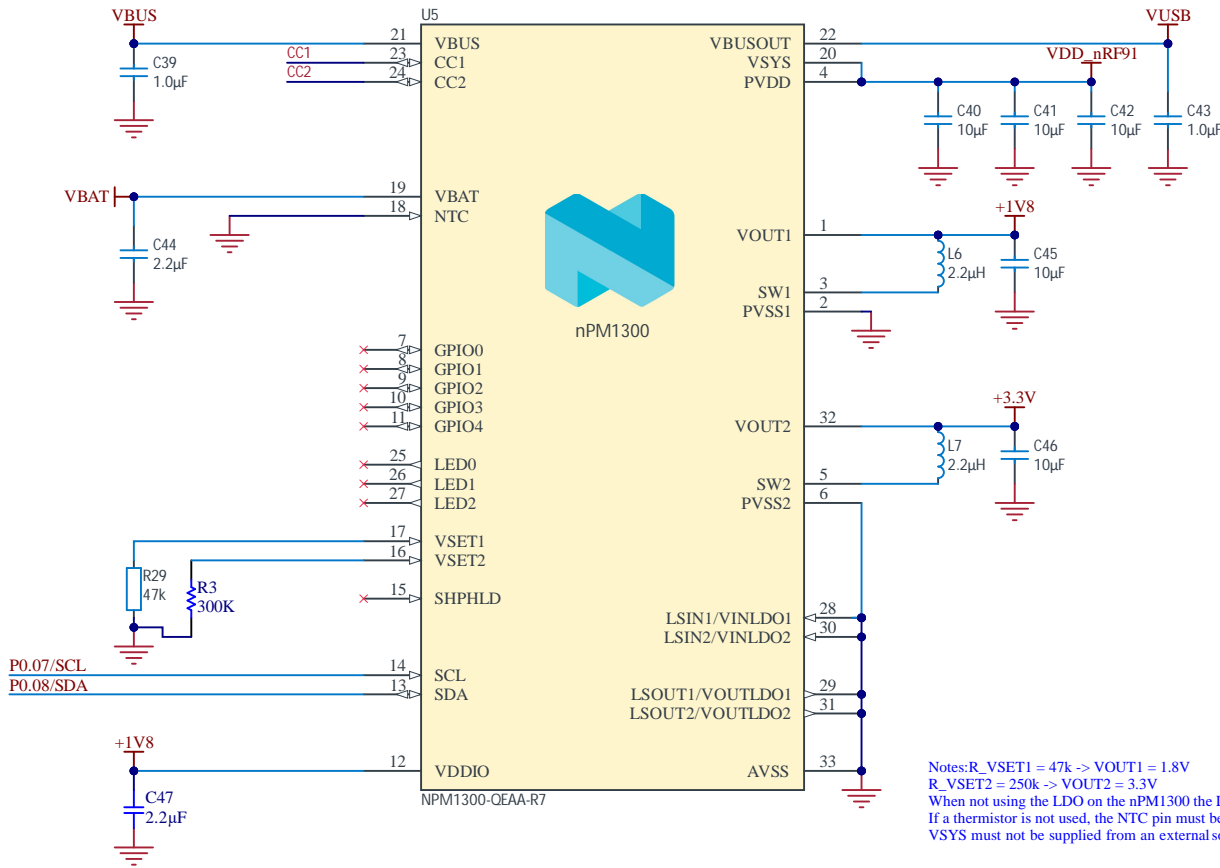 VBUS
U5
VUSB
21
VBUS
VBUSOUT
22
CC1
23
CC1
VSYS
20
VDD_nRF91
CC2
24
CC2
PVDD
4
C39
1.0µF
C40
10µF
C41
10µF
C42
10µF
C43
1.0µF
VBAT
19
VBAT
18
NTC
+1V8
VOUT1
1
C44
2.2µF
L6
2.2µH
C45
10µF
SW1
3
PVSS1
2
nPM1300
7
GPIO0
8
GPIO1
9
GPIO2
10
GPIO3
11
GPIO4
+3.3V
VOUT2
32
L7
2.2µH
C46
10µF
25
LED0
26
LED1
27
LED2
SW2
5
PVSS2
6
17
VSET1
16
VSET2
R29
47k
R3
300K
15
SHPHLD
LSIN1/VINLDO1
28
LSIN2/VINLDO2
30
P0.07/SCL
14
SCL
P0.08/SDA
13
SDA
LSOUT1/VOUTLDO1
29
LSOUT2/VOUTLDO2
31
+1V8
12
VDDIO
AVSS
33
C47
2.2µF
NPM1300-QEAA-R7
Notes:R_VSET1 = 47k -> VOUT1 = 1.8V
R_VSET2 = 250k -> VOUT2 = 3.3V
When not using the LDO on the nPM1300 the
If a thermistor is not used, the NTC pin must be
VSYS must not be supplied from an external